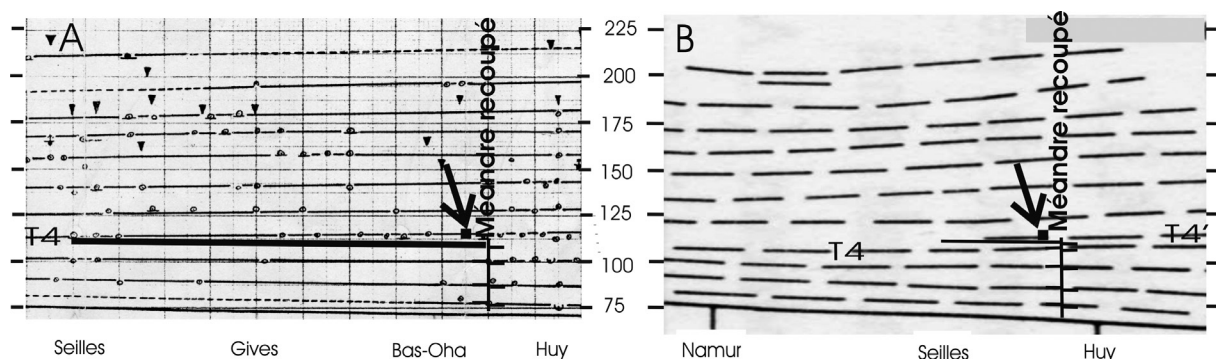 A
Méandre recoupé
T4
225
200
175
150
125
100
75
B
Méandre recoupé
T4
T4'
Seilles Gives Bas-Oha Huy
Namur Seilles Huy